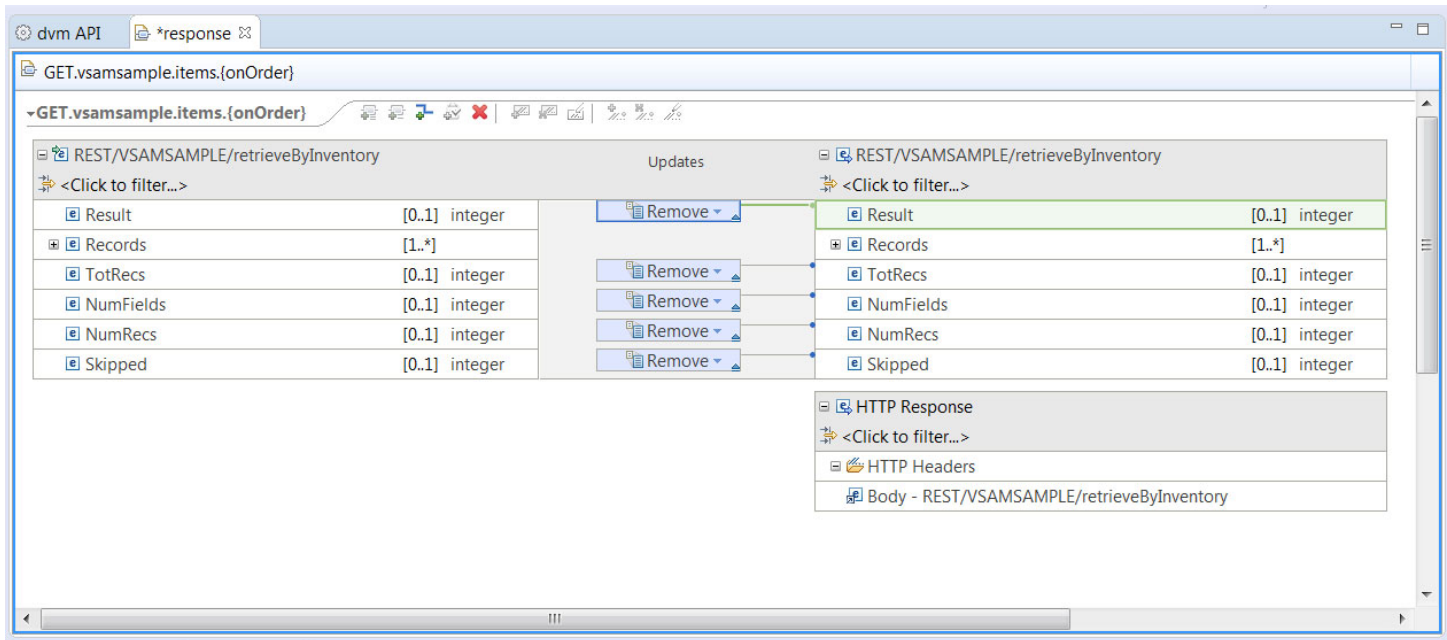 dvm API *response
GET.vsamsample.items.{onOrder}
GET.vsamsample.items.{onOrder}
REST/VSAMSAMPLE/retrieveByInventory Updates REST/VSAMSAMPLE/retrieveByInventory
<Click to filter...> <Click to filter...>
Result [0..1] integer Remove Result [0..1] integer
Records [1..*] Records [1..*]
TotRecs [0..1] integer Remove TotRecs [0..1] integer
NumFields [0..1] integer Remove NumFields [0..1] integer
NumRecs [0..1] integer Remove NumRecs [0..1] integer
Skipped [0..1] integer Remove Skipped [0..1] integer
HTTP Response
<Click to filter...>
HTTP Headers
Body - REST/VSAMSAMPLE/retrieveByInventory